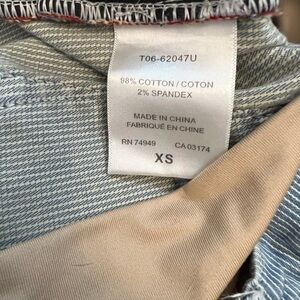 T06-62047U
98% COTTON / COTON
2% SPANDEX
MADE IN CHINA
FABRIQUÉ EN CHINE
RN 74949 CA 03174
XS